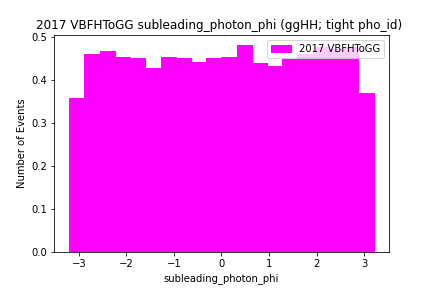 2017 VBFHToGG subleading_photon_phi (ggHH; tight pho_id)
2017 VBFHToGG
Number of Events
0.5
0.4
0.3
0.2
0.1
0.0
−3 −2 −1 0 1 2 3
subleading_photon_phi